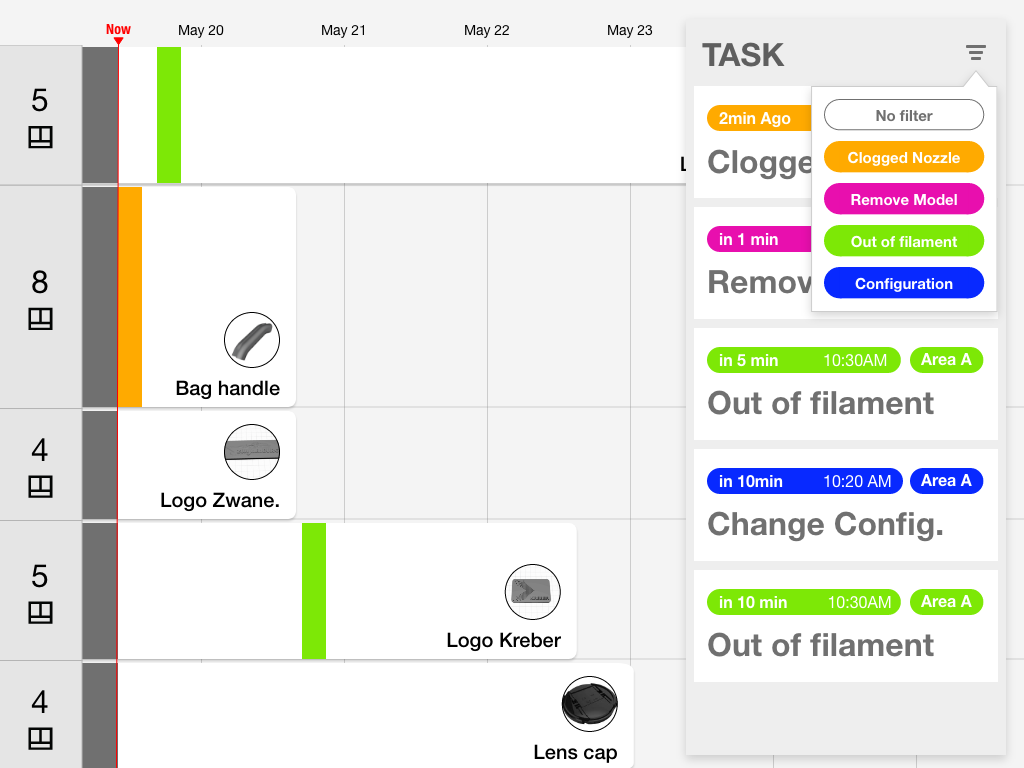 Now
May 20
May 21
May 22
May 23
5
8
Bag handle
4
Logo Zwane.
5
Logo Kreber
4
Lens cap
TASK
No filter
Clogged Nozzle
Remove Model
Out of filament
Configuration
2min Ago
Clogge
in 1 min
Remov
in 5 min 10:30AM Area A
Out of filament
in 10min 10:20 AM Area A
Change Config.
in 10 min 10:30AM Area A
Out of filament